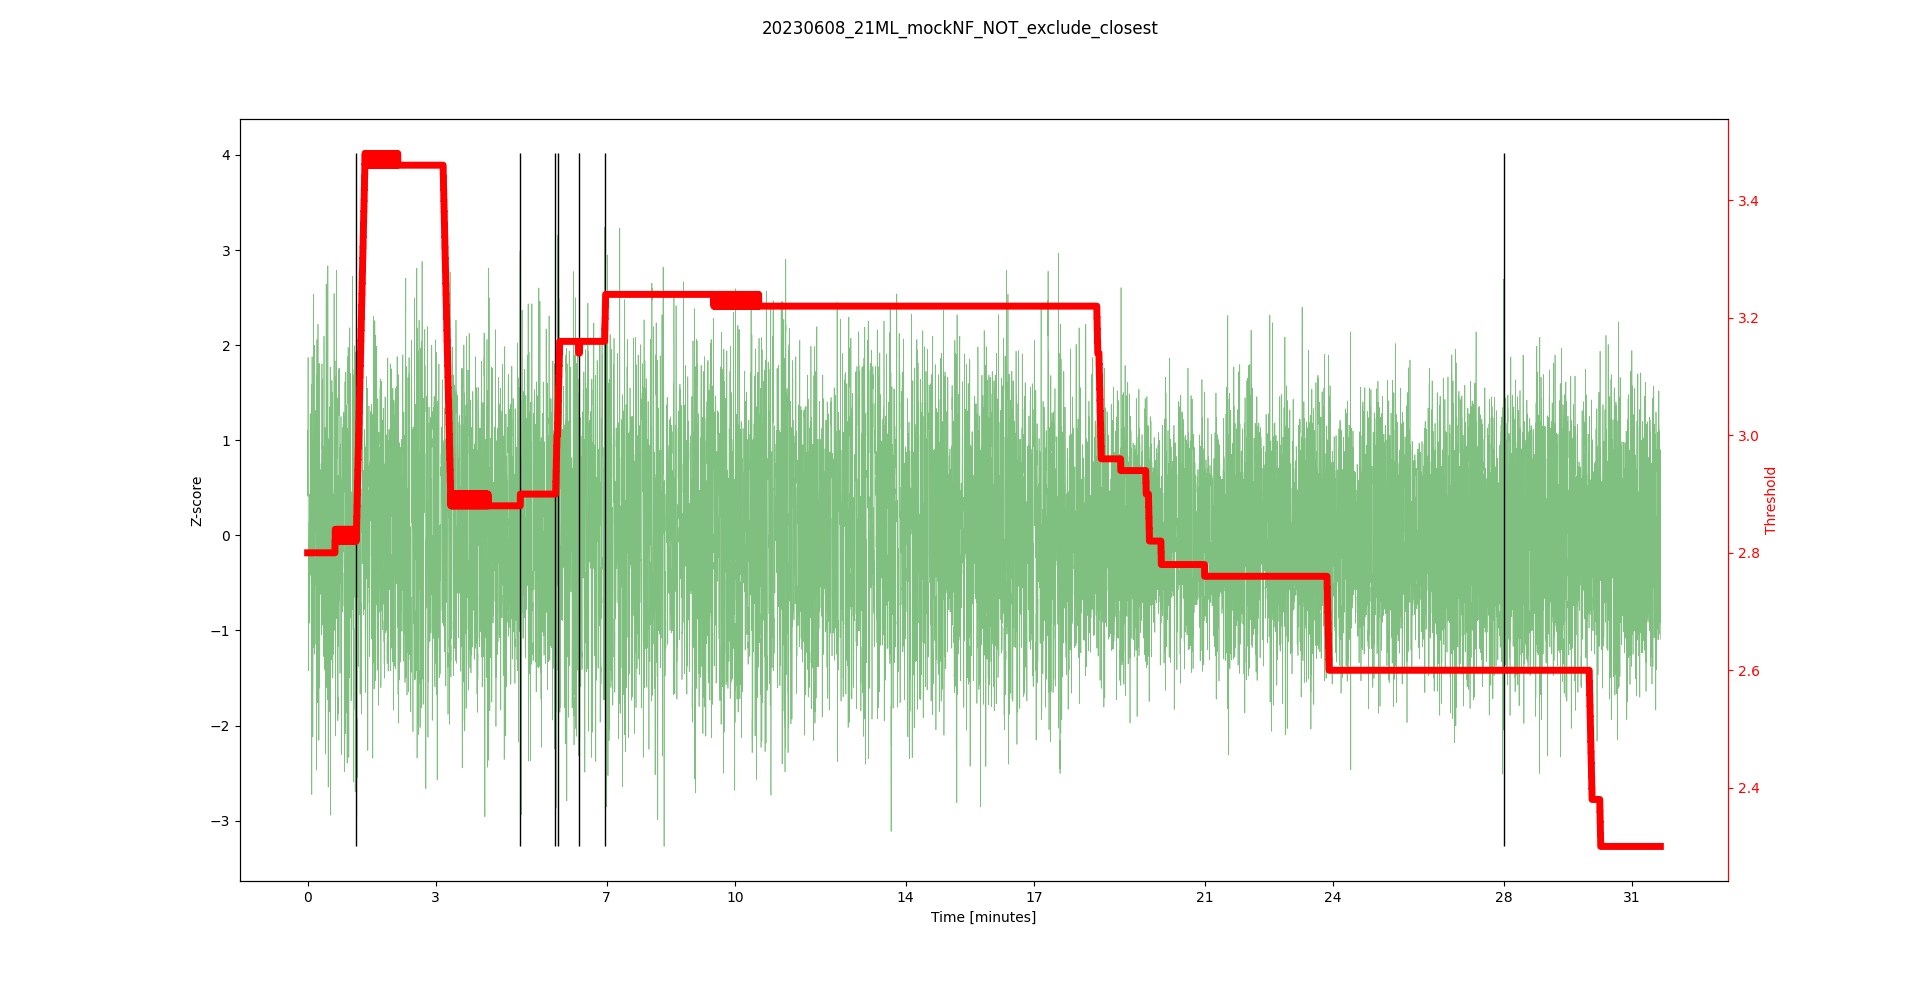 20230608_21ML_mockNF_NOT_exclude_closest
4
3
2
1
0
−1
−2
−3
Z-score
3.4
3.2
3.0
2.8
2.6
2.4
Threshold
0 3 7 10 14 17 21 24 28 31
Time [minutes]